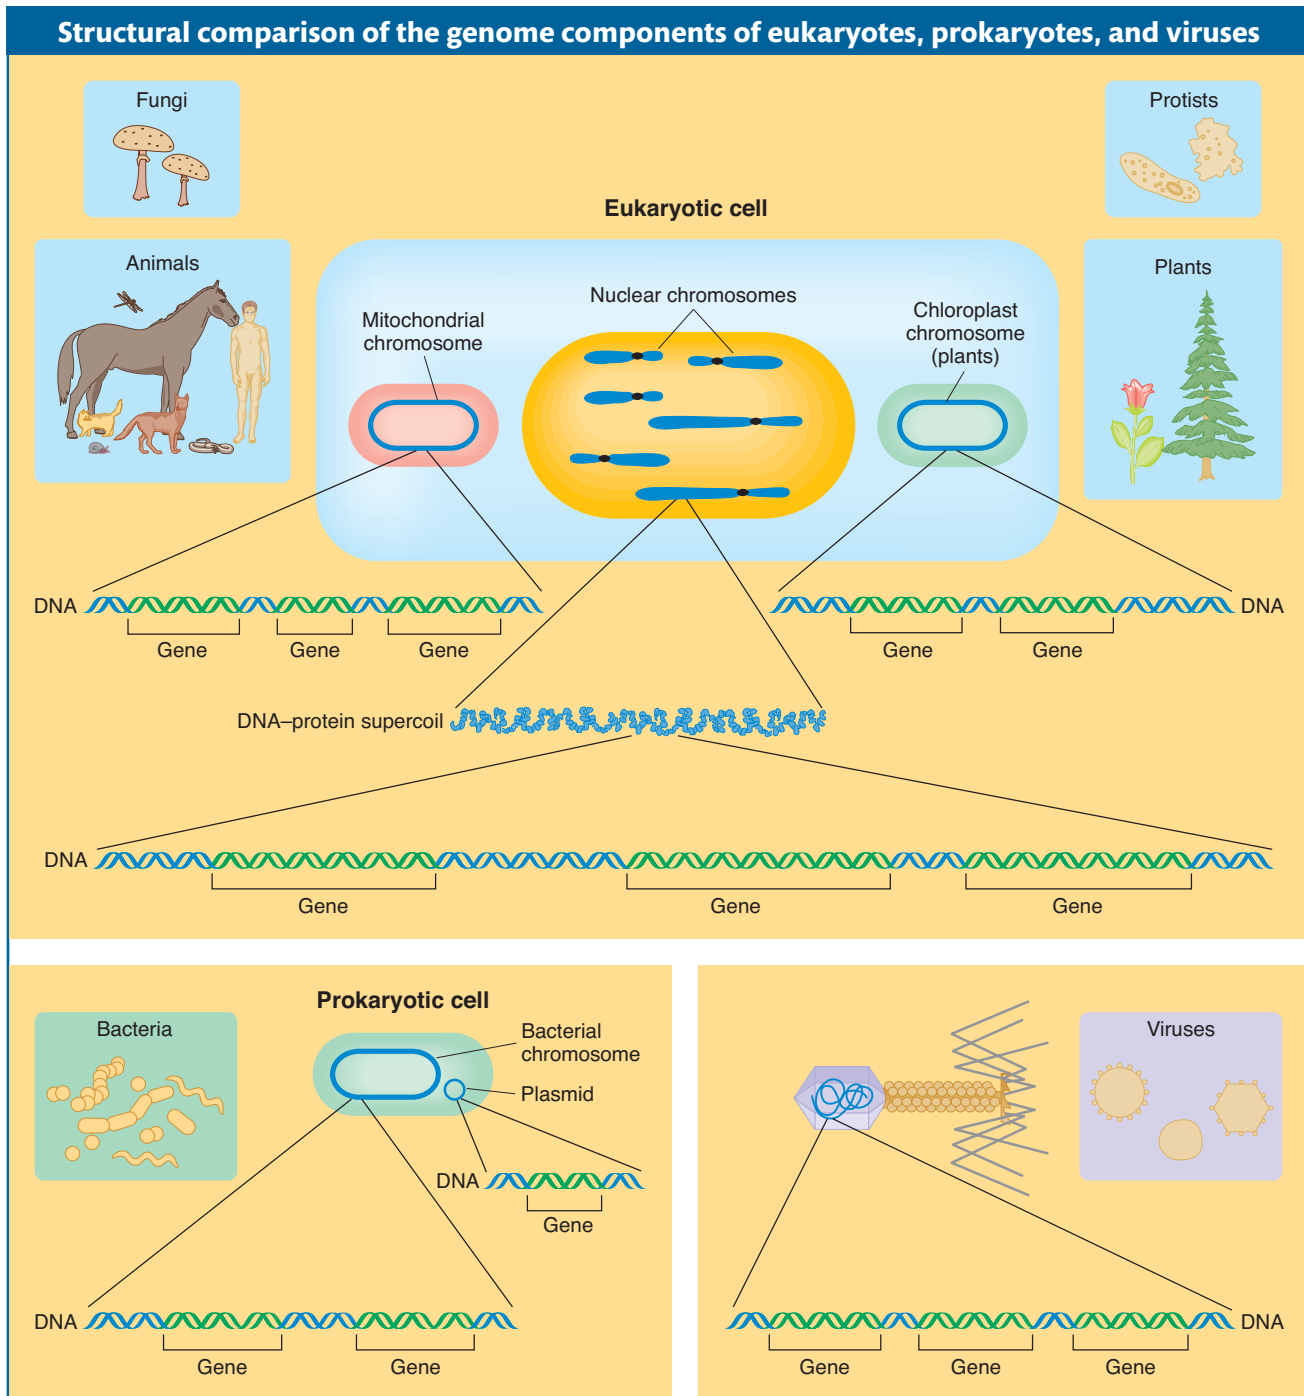 Structural comparison of the genome components of eukaryotes, prokaryotes, and viruses
Fungi
Protists
Eukaryotic cell
Animals
Plants
Nuclear chromosomes
Mitochondrial
chromosome
Chloroplast
chromosome
(plants)
DNA
Gene
Gene
Gene
DNA
Gene
Gene
DNA–protein supercoil
DNA
Gene
Gene
Gene
Prokaryotic cell
Bacteria
Bacterial
chromosome
Plasmid
DNA
Gene
DNA
Gene
Gene
Viruses
DNA
Gene
Gene
Gene